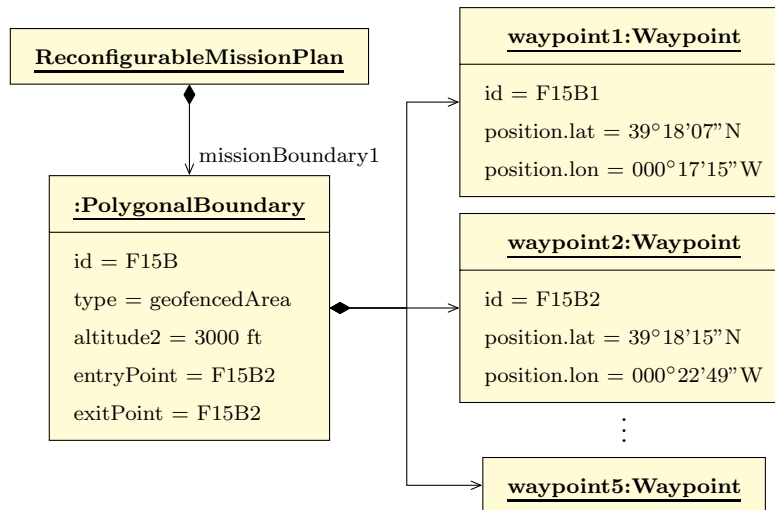 ReconfigurableMissionPlan
missionBoundary1
:PolygonalBoundary
id = F15B
type = geofencedArea
altitude2 = 3000 ft
entryPoint = F15B2
exitPoint = F15B2
waypoint1:Waypoint
id = F15B1
position.lat = 39°18'07"N
position.lon = 000°17'15"W
waypoint2:Waypoint
id = F15B2
position.lat = 39°18'15"N
position.lon = 000°22'49"W
⋮
waypoint5:Waypoint